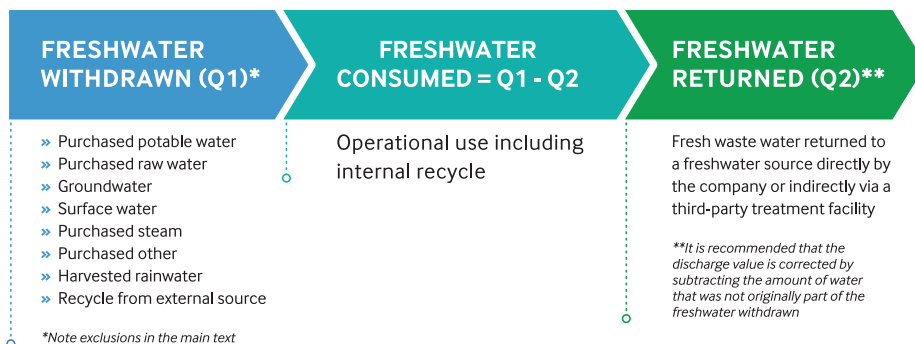 FRESHWATER
WITHDRAWN (Q1)*
» Purchased potable water
» Purchased raw water
» Groundwater
» Surface water
» Purchased steam
» Purchased other
» Harvested rainwater
» Recycle from external source
*Note exclusions in the main text
FRESHWATER
CONSUMED = Q1 - Q2
Operational use including
internal recycle
FRESHWATER
RETURNED (Q2)**
Fresh waste water returned to
a freshwater source directly by
the company or indirectly via a
third-party treatment facility
**It is recommended that the
discharge value is corrected by
subtracting the amount of water
that was not originally part of the
freshwater withdrawn